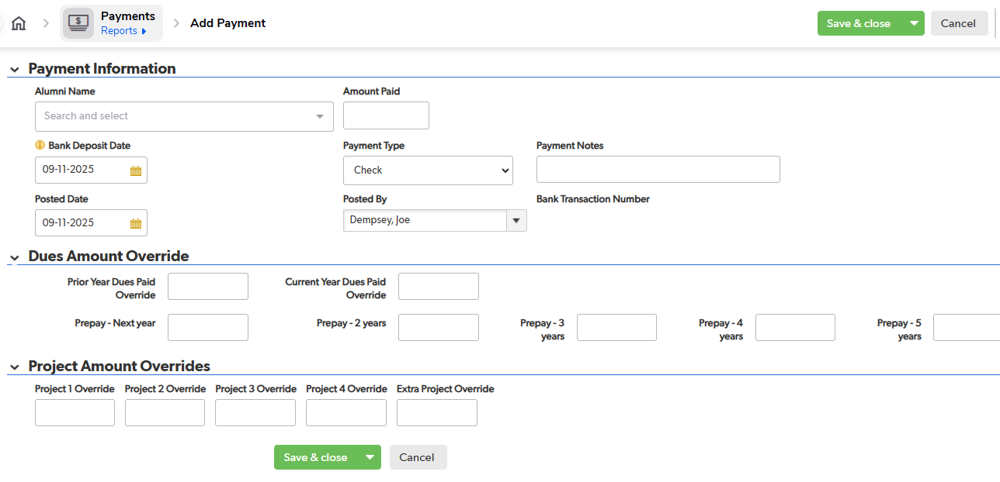 Payments
Reports
Add Payment
Save & close
Cancel
Payment Information
Alumni Name
Amount Paid
Search and select
Bank Deposit Date
Payment Type
Payment Notes
09-11-2025
Check
Posted Date
Posted By
Bank Transaction Number
09-11-2025
Dempsey, Joe
Dues Amount Override
Prior Year Dues Paid
Override
Current Year Dues Paid
Override
Prepay - Next year
Prepay - 2 years
Prepay - 3
years
Prepay - 4
years
Prepay - 5
years
Project Amount Overrides
Project 1 Override
Project 2 Override
Project 3 Override
Project 4 Override
Extra Project Override
Save & close
Cancel